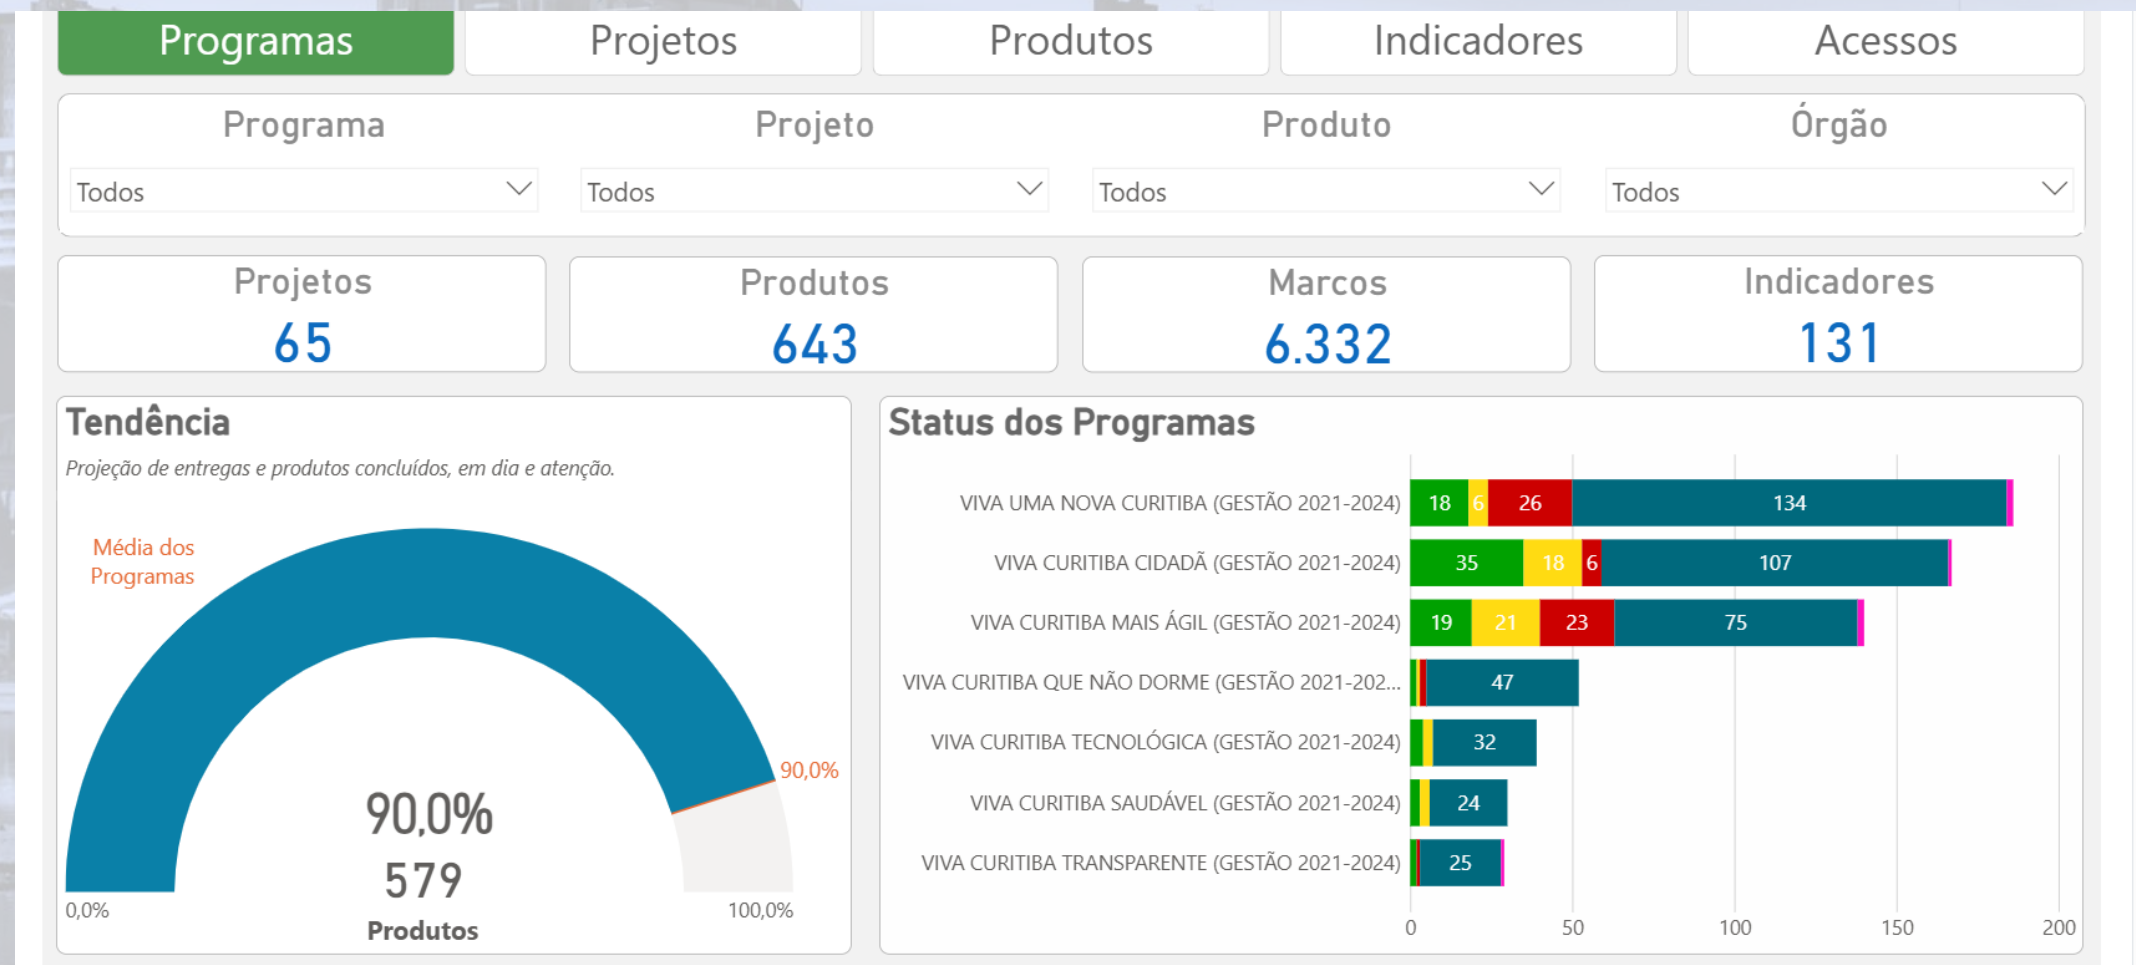 Programas
Projetos
Produtos
Indicadores
Acessos
Programa
Projeto
Produto
Órgão
Todos
Todos
Todos
Todos
Projetos
65
Produtos
643
Marcos
6.332
Indicadores
131
Tendência
Projeção de entregas e produtos concluídos, em dia e atenção.
Média dos
Programas
90,0%
90,0%
579
Produtos
0,0%
100,0%
Status dos Programas
VIVA UMA NOVA CURITIBA (GESTÃO 2021-2024) 18 6 26 134
VIVA CURITIBA CIDADÃ (GESTÃO 2021-2024) 35 18 6 107
VIVA CURITIBA MAIS ÁGIL (GESTÃO 2021-2024) 19 21 23 75
VIVA CURITIBA QUE NÃO DORME (GESTÃO 2021-202... 47
VIVA CURITIBA TECNOLÓGICA (GESTÃO 2021-2024) 32
VIVA CURITIBA SAUDÁVEL (GESTÃO 2021-2024) 24
VIVA CURITIBA TRANSPARENTE (GESTÃO 2021-2024) 25
0 50 100 150 200